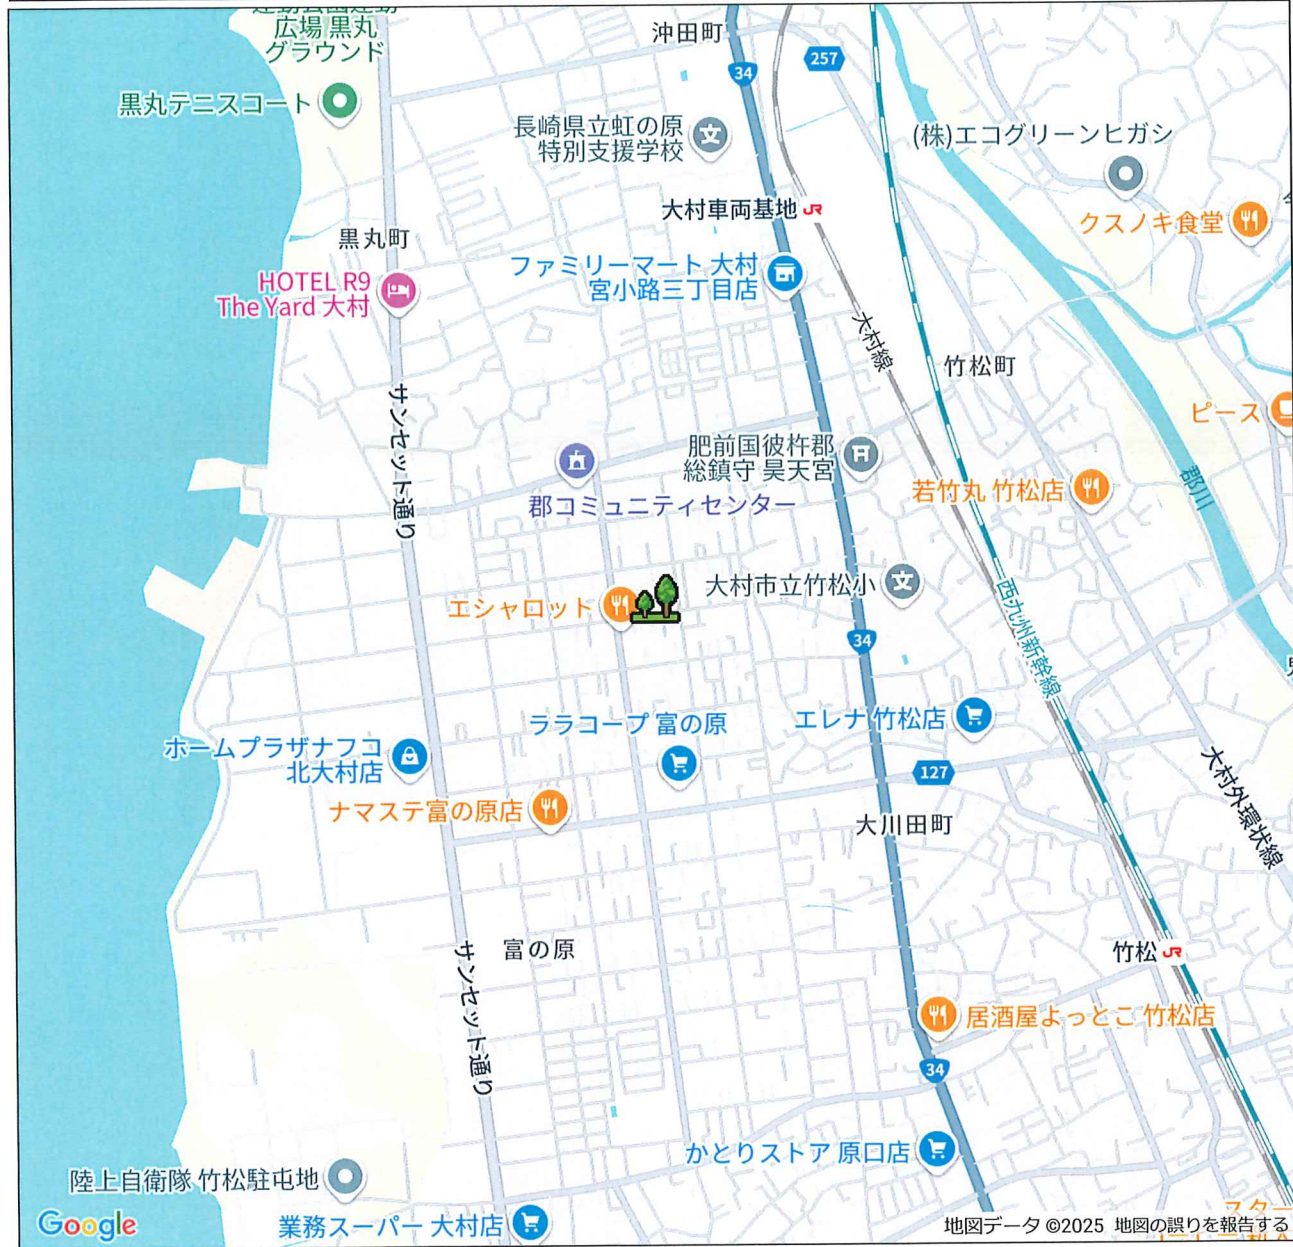 広場 黒丸
グラウンド
沖田町
257
34
黒丸テニスコート
長崎県立虹の原
特別支援学校
(株)エコグリーンヒガシ
大村車両基地 JR
クスノキ食堂
黒丸町
HOTEL R9
The Yard 大村
ファミリーマート 大村
宮小路三丁目店
大村線
竹松町
サンセット通り
ピース
肥前国彼杵郡
総鎮守 昊天宮
若竹丸 竹松店
郡川
郡コミュニティセンター
エシャロット
大村市立竹松小
西九州新幹線
34
ララコープ 富の原
エレナ 竹松店
ホームプラザナフコ
北大村店
127
ナマステ富の原店
大川田町
大村外環状線
サンセット通り
富の原
竹松 JR
居酒屋よっとこ 竹松店
34
かとりストア 原口店
陸上自衛隊 竹松駐屯地
Google
業務スーパー 大村店
地図データ ©2025 地図の誤りを報告する